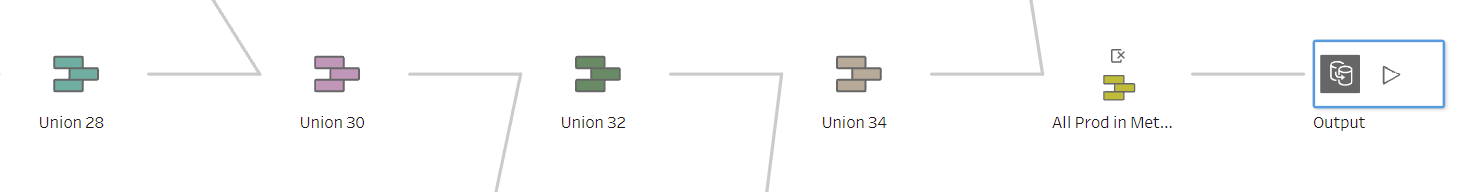 Union 28
Union 30
Union 32
Union 34
All Prod in Met...
Output